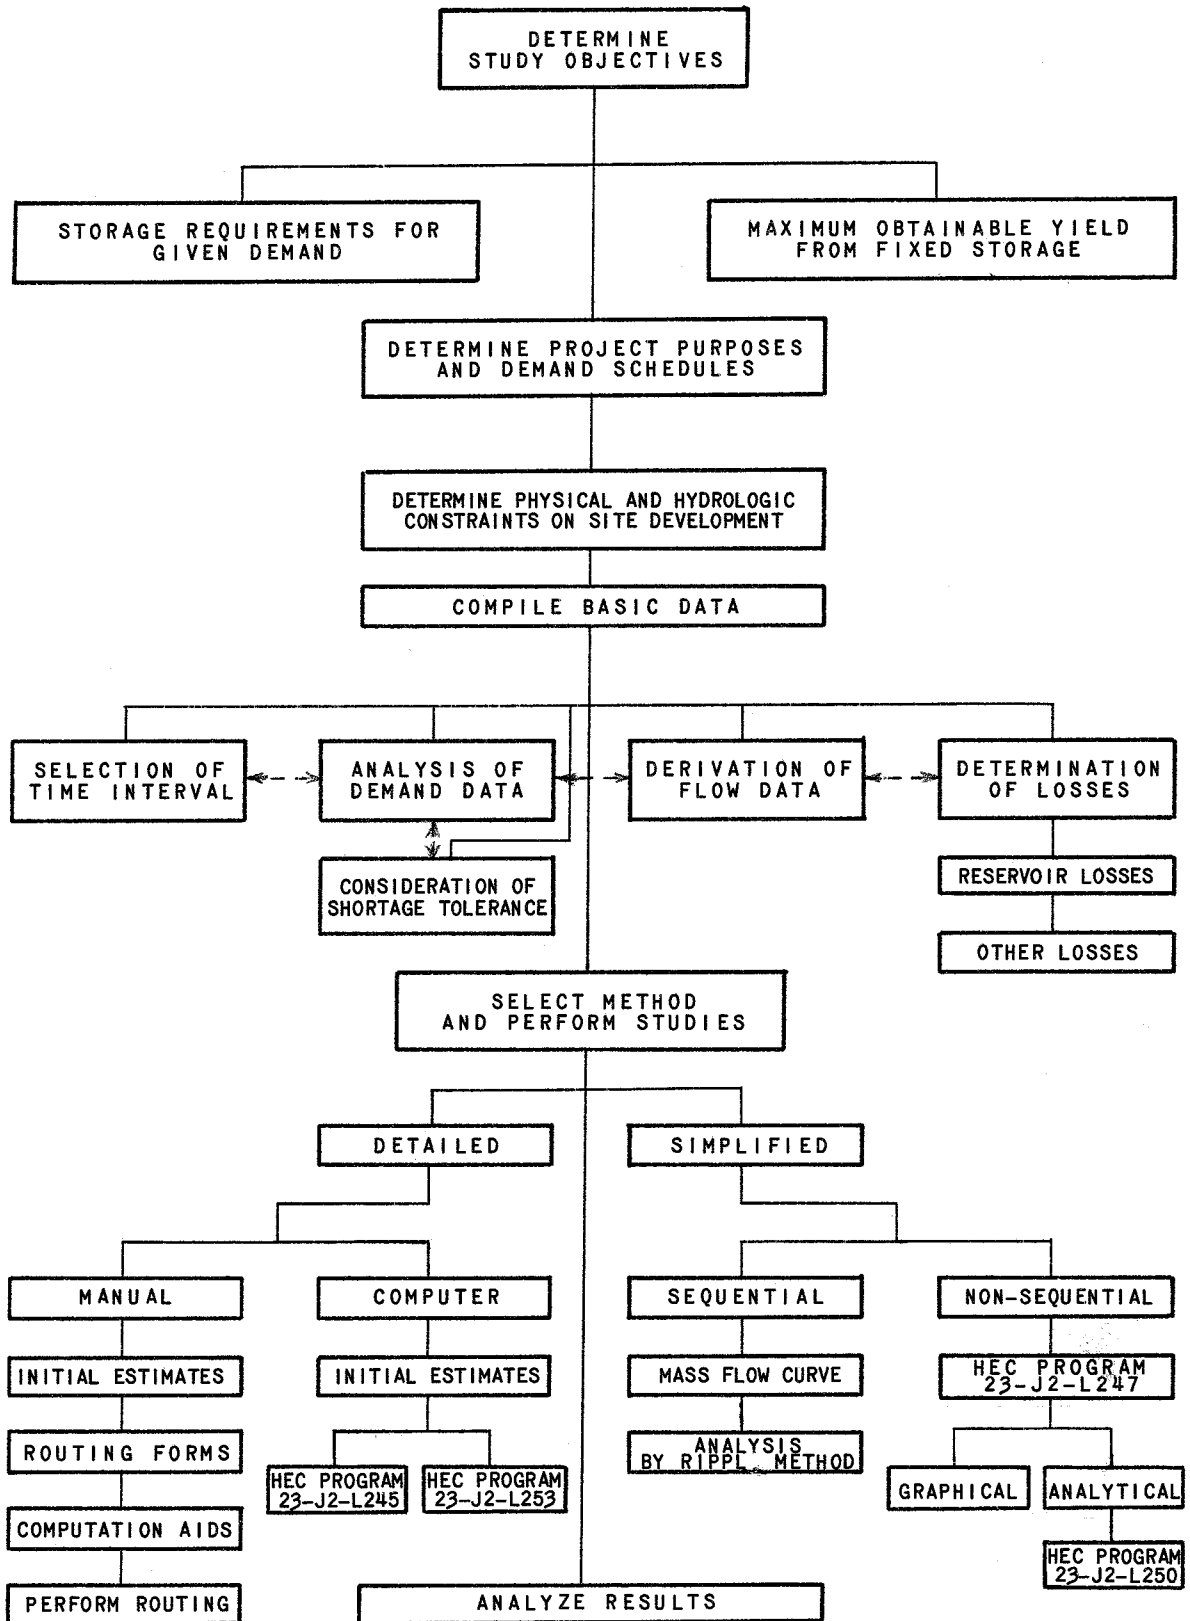 DETERMINE
STUDY OBJECTIVES
STORAGE REQUIREMENTS FOR
GIVEN DEMAND
MAXIMUM OBTAINABLE YIELD
FROM FIXED STORAGE
DETERMINE PROJECT PURPOSES
AND DEMAND SCHEDULES
DETERMINE PHYSICAL AND HYDROLOGIC
CONSTRAINTS ON SITE DEVELOPMENT
COMPILE BASIC DATA
SELECTION OF
TIME INTERVAL
ANALYSIS OF
DEMAND DATA
DERIVATION OF
FLOW DATA
DETERMINATION
OF LOSSES
CONSIDERATION OF
SHORTAGE TOLERANCE
RESERVOIR LOSSES
OTHER LOSSES
SELECT METHOD
AND PERFORM STUDIES
DETAILED
SIMPLIFIED
MANUAL
COMPUTER
SEQUENTIAL
NON-SEQUENTIAL
INITIAL ESTIMATES
INITIAL ESTIMATES
MASS FLOW CURVE
HEC PROGRAM
23-J2-L247
ROUTING FORMS
HEC PROGRAM
23-J2-L245
HEC PROGRAM
23-J2-L253
ANALYSIS
BY RIPPL METHOD
GRAPHICAL
ANALYTICAL
COMPUTATION AIDS
HEC PROGRAM
23-J2-L250
PERFORM ROUTING
ANALYZE RESULTS